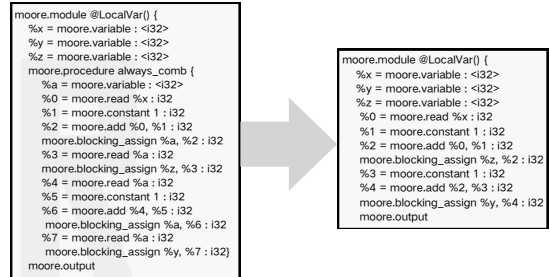 moore.module @LocalVar() {
%x = moore.variable : <i32>
%y = moore.variable : <i32>
%z = moore.variable : <i32>
moore.procedure always_comb {
%a = moore.variable : <i32>
%0 = moore.read %x : i32
%1 = moore.constant 1 : i32
%2 = moore.add %0, %1 : i32
moore.blocking_assign %a, %2 : i32
%3 = moore.read %a : i32
moore.blocking_assign %z, %3 : i32
%4 = moore.read %a : i32
%5 = moore.constant 1 : i32
%6 = moore.add %4, %5 : i32
moore.blocking_assign %a, %6 : i32
%7 = moore.read %a : i32
moore.blocking_assign %y, %7 : i32}
moore.output
moore.module @LocalVar() {
%x = moore.variable : <i32>
%y = moore.variable : <i32>
%z = moore.variable : <i32>
%0 = moore.read %x : i32
%1 = moore.constant 1 : i32
%2 = moore.add %0, %1 : i32
moore.blocking_assign %z, %2 : i32
%3 = moore.constant 1 : i32
%4 = moore.add %2, %3 : i32
moore.blocking_assign %y, %4 : i32
moore.output